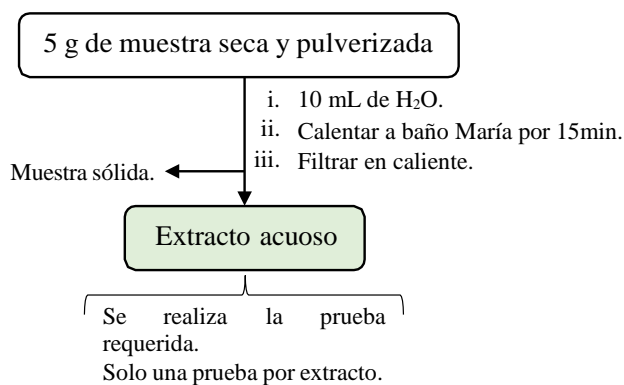 5 g de muestra seca y pulverizada
i. 10 mL de H₂O.
ii. Calentar a baño María por 15min.
iii. Filtrar en caliente.
Muestra sólida.
Extracto acuoso
Se realiza la prueba
requerida.
Solo una prueba por extracto.